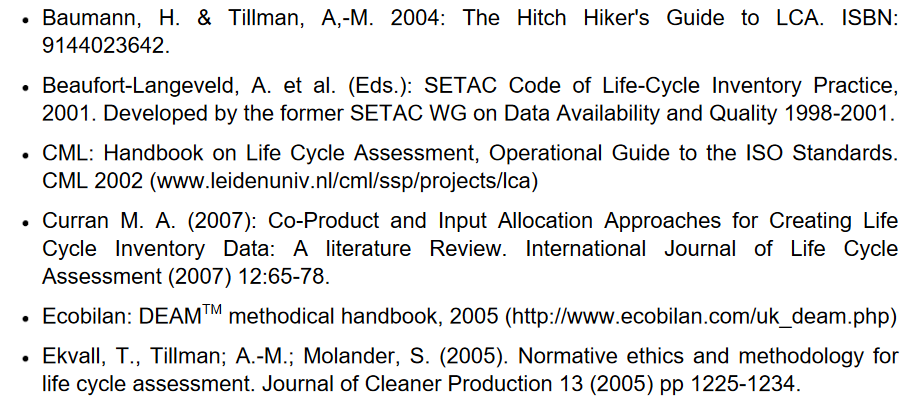 • Baumann, H. & Tillman, A,-M. 2004: The Hitch Hiker's Guide to LCA. ISBN:
9144023642.
• Beaufort-Langeveld, A. et al. (Eds.): SETAC Code of Life-Cycle Inventory Practice,
2001. Developed by the former SETAC WG on Data Availability and Quality 1998-2001.
• CML: Handbook on Life Cycle Assessment, Operational Guide to the ISO Standards.
CML 2002 (www.leidenuniv.nl/cml/ssp/projects/lca)
• Curran M. A. (2007): Co-Product and Input Allocation Approaches for Creating Life
Cycle Inventory Data: A literature Review. International Journal of Life Cycle
Assessment (2007) 12:65-78.
• Ecobilan: DEAM™ methodical handbook, 2005 (http://www.ecobilan.com/uk_deam.php)
• Ekvall, T., Tillman; A.-M.; Molander, S. (2005). Normative ethics and methodology for
life cycle assessment. Journal of Cleaner Production 13 (2005) pp 1225-1234.